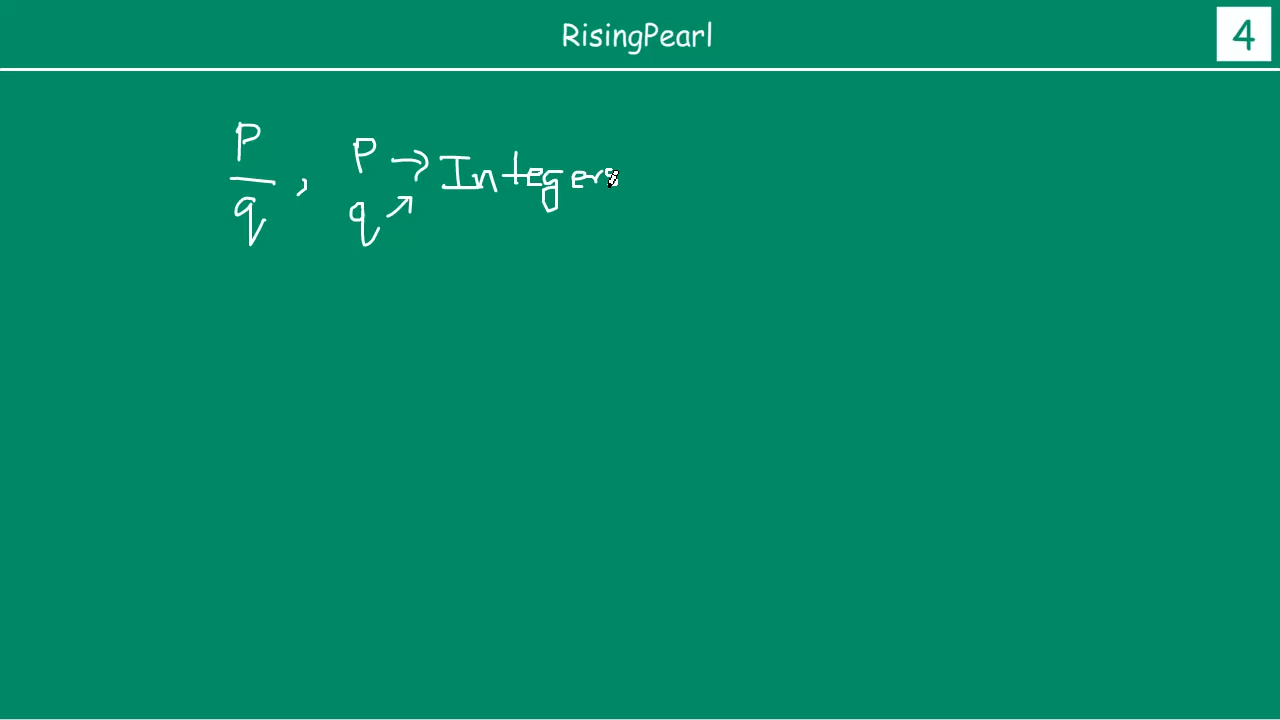 RisingPearl
4
P/q, P → Integers
q ↗